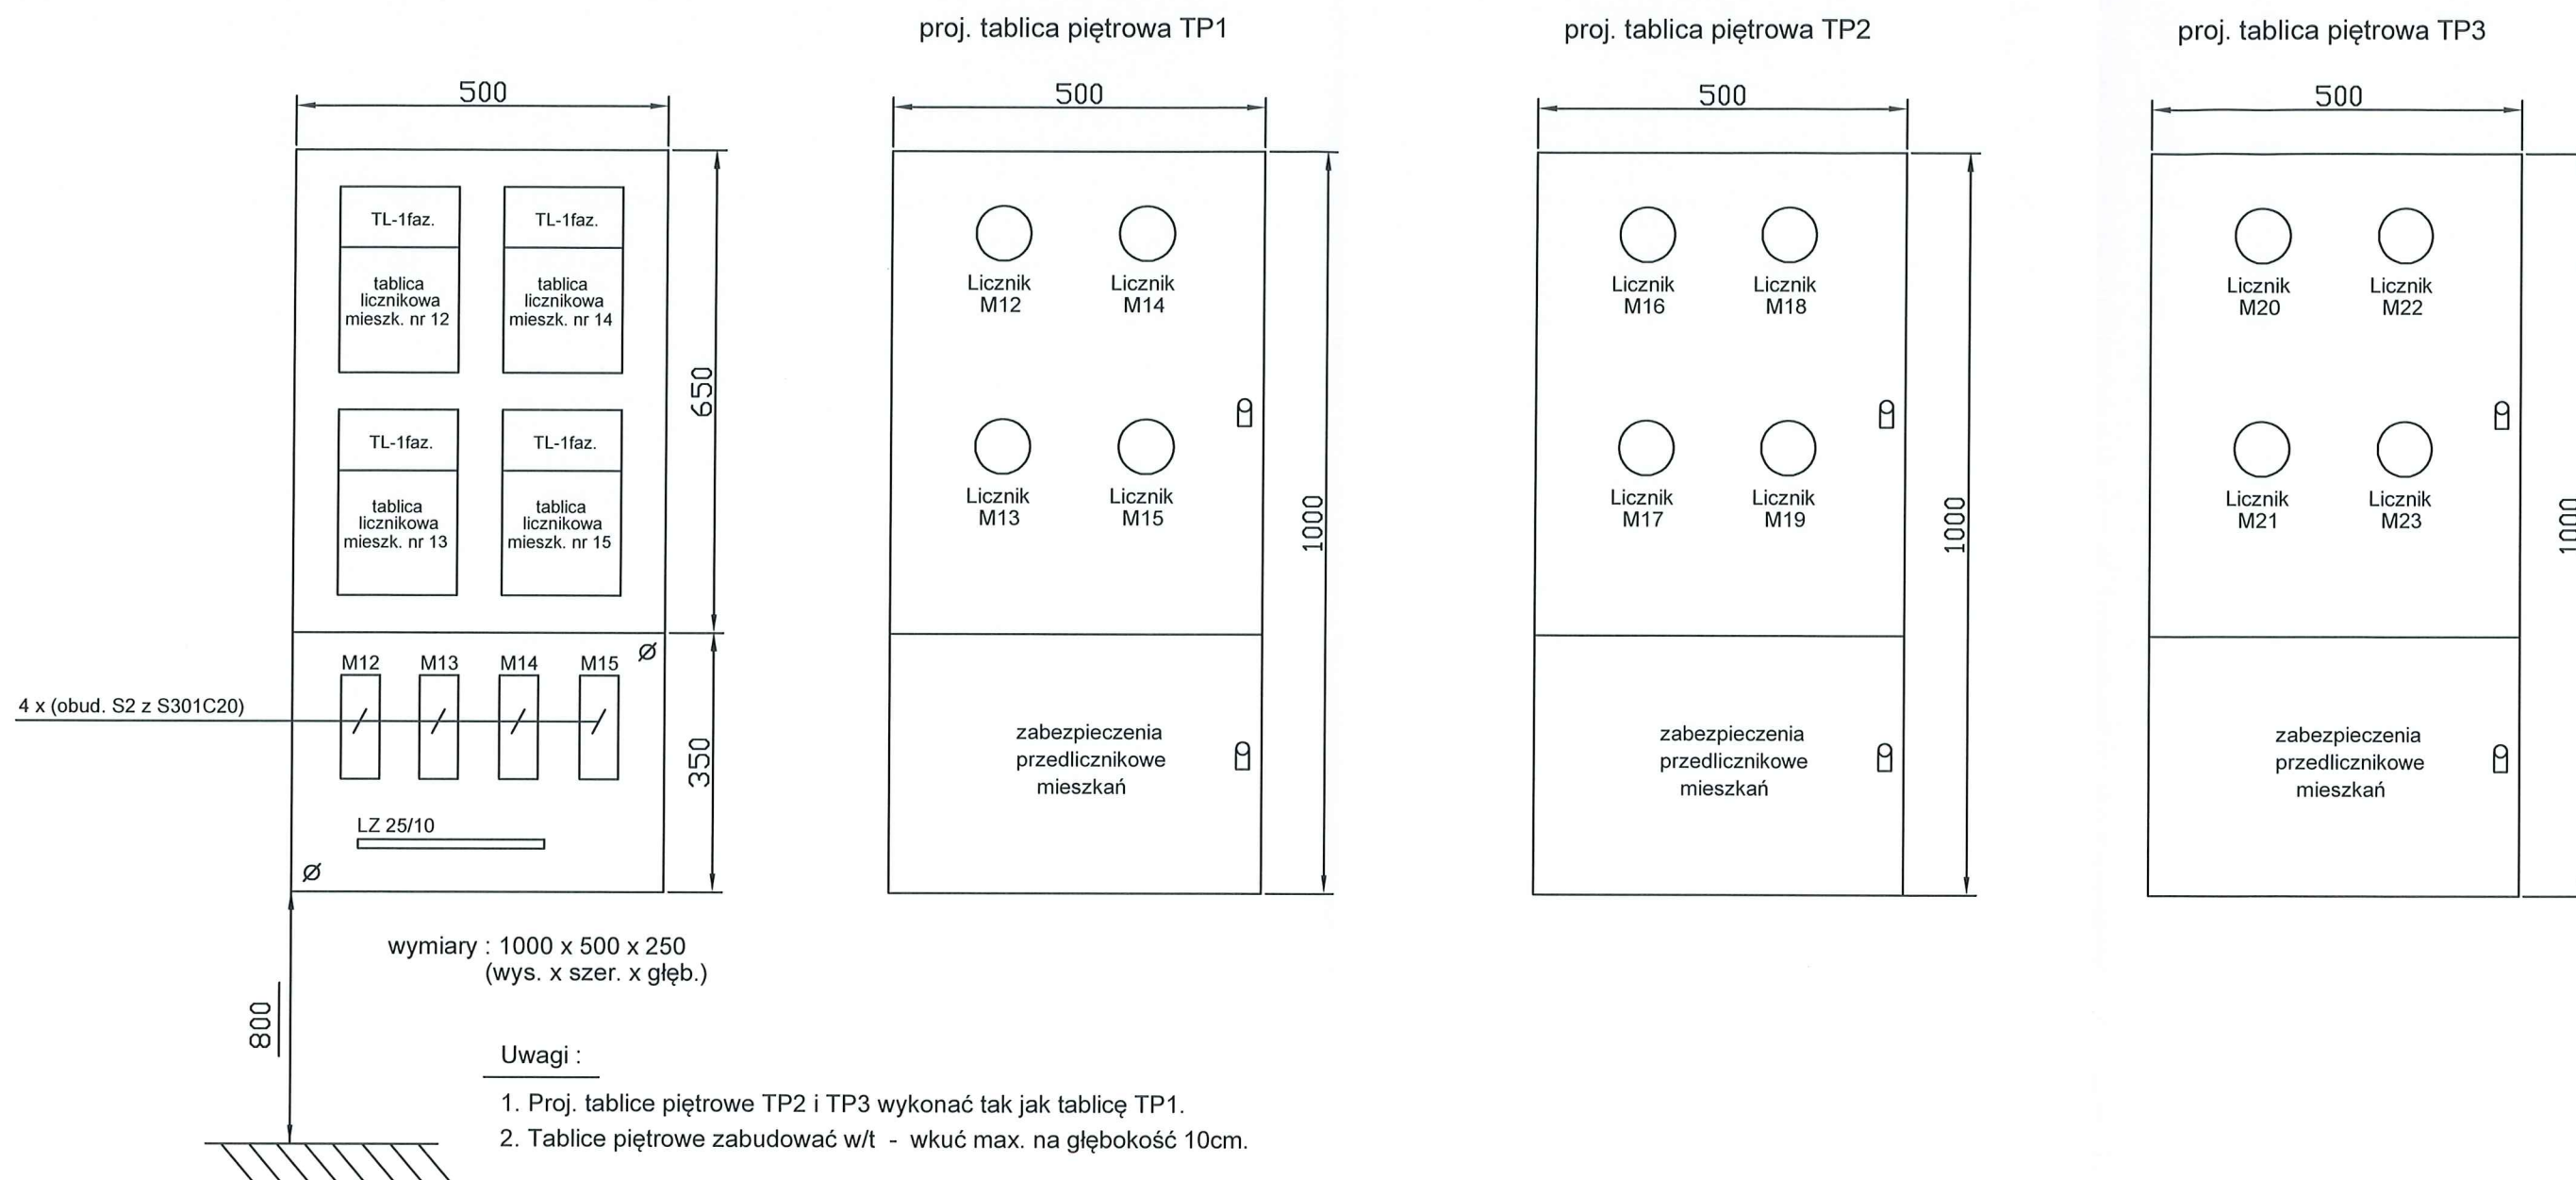 proj. tablica piętrowa TP1
proj. tablica piętrowa TP2
proj. tablica piętrowa TP3
500
500
500
500
TL-1faz.
TL-1faz.
tablica
licznikowa
mieszk. nr 12
tablica
licznikowa
mieszk. nr 14
TL-1faz.
TL-1faz.
tablica
licznikowa
mieszk. nr 13
tablica
licznikowa
mieszk. nr 15
650
M12 M13 M14 M15
4 x (obud. S2 z S301C20)
350
LZ 25/10
800
wymiary : 1000 x 500 x 250
(wys. x szer. x głęb.)
Licznik
M12
Licznik
M14
Licznik
M13
Licznik
M15
1000
zabezpieczenia
przedlicznikowe
mieszkań
Licznik
M16
Licznik
M18
Licznik
M17
Licznik
M19
1000
zabezpieczenia
przedlicznikowe
mieszkań
Licznik
M20
Licznik
M22
Licznik
M21
Licznik
M23
1000
zabezpieczenia
przedlicznikowe
mieszkań
Uwagi :
1. Proj. tablice piętrowe TP2 i TP3 wykonać tak jak tablicę TP1.
2. Tablice piętrowe zabudować w/t - wkuć max. na głębokość 10cm.